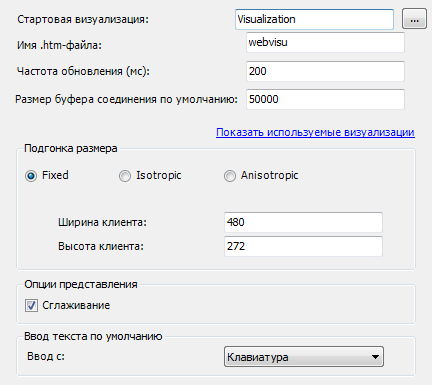 Стартовая визуализация: Visualization ...
Имя .htm-файла: webvisu
Частота обновления (мс): 200
Размер буфера соединения по умолчанию: 50000
Показать используемые визуализации
Подгонка размера
Fixed Isotropic Anisotropic
Ширина клиента: 480
Высота клиента: 272
Опции представления
Сглаживание
Ввод текста по умолчанию
Ввод с: Клавиатура